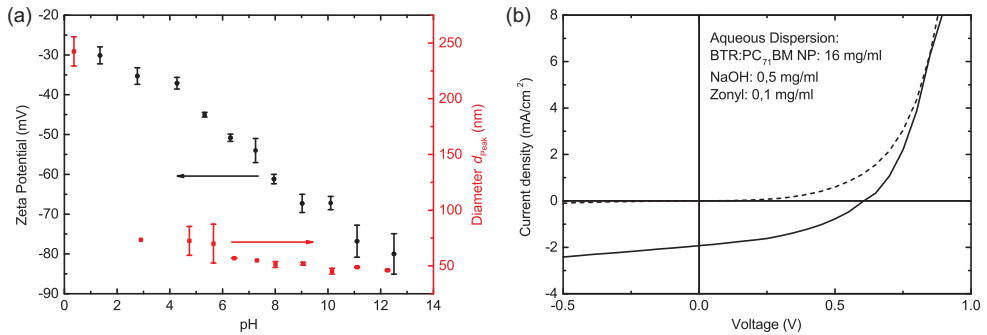 (a)
-20
-30
-40
-50
-60
-70
-80
-90
Zeta Potential (mV)
0 2 4 6 8 10 12 14
pH
250
200
150
100
50
Diameter d_Peak (nm)
(b)
8
6
4
2
0
-2
-4
Current density (mA/cm²)
Aqueous Dispersion:
BTR:PC₇₁BM NP: 16 mg/ml
NaOH: 0,5 mg/ml
Zonyl: 0,1 mg/ml
-0.5 0.0 0.5 1.0
Voltage (V)